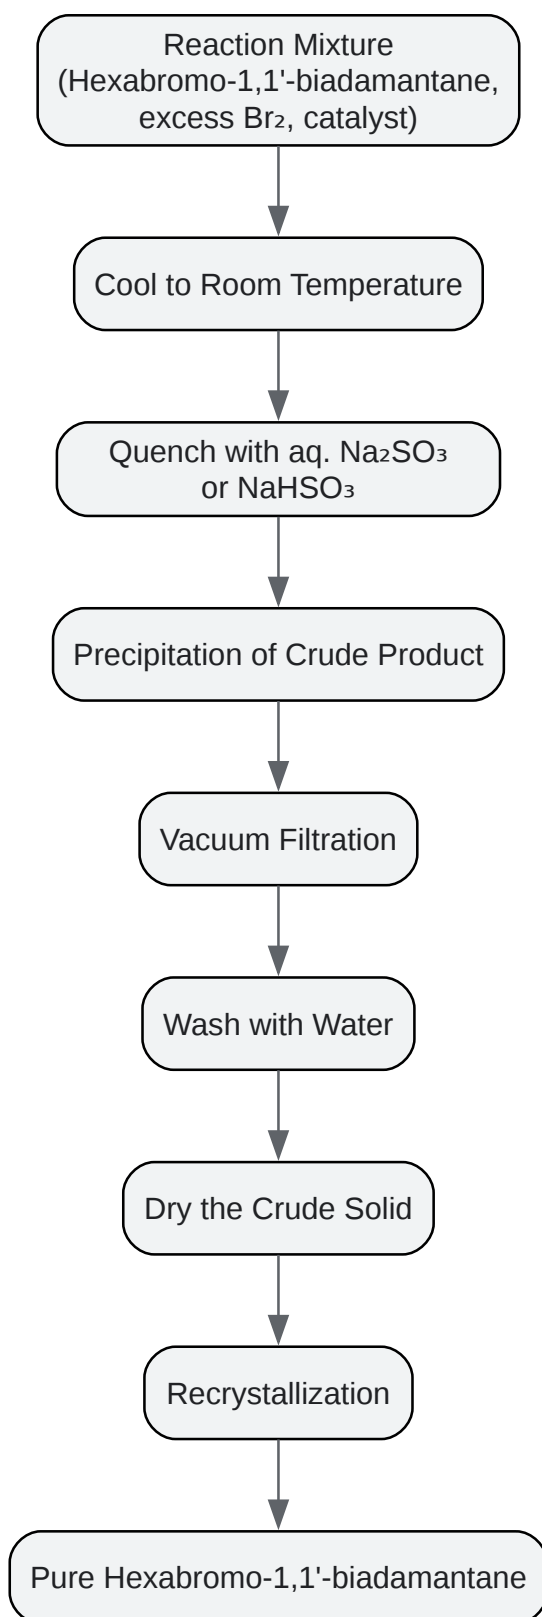 Reaction Mixture
(Hexabromo-1,1'-biadamantane,
excess Br₂, catalyst)
Cool to Room Temperature
Quench with aq. Na₂SO₃
or NaHSO₃
Precipitation of Crude Product
Vacuum Filtration
Wash with Water
Dry the Crude Solid
Recrystallization
Pure Hexabromo-1,1'-biadamantane